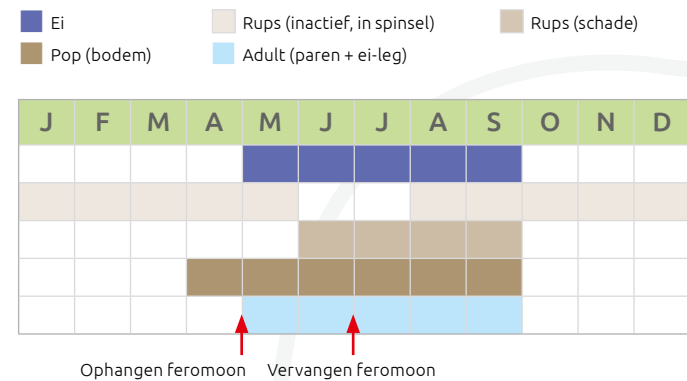 Ei
Rups (inactief, in spinsel)
Rups (schade)
Pop (bodem)
Adult (paren + ei-leg)
J F M A M J J A S O N D
Ophangen feromoon
Vervangen feromoon